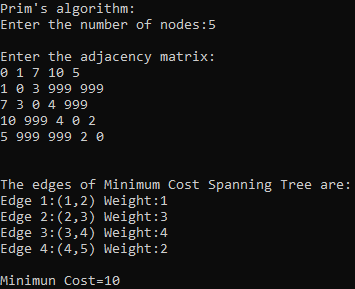 Prim's algorithm:
Enter the number of nodes:5
Enter the adjacency matrix:
0 1 7 10 5
1 0 3 999 999
7 3 0 4 999
10 999 4 0 2
5 999 999 2 0
The edges of Minimum Cost Spanning Tree are:
Edge 1:(1,2) Weight:1
Edge 2:(2,3) Weight:3
Edge 3:(3,4) Weight:4
Edge 4:(4,5) Weight:2
Minimun Cost=10